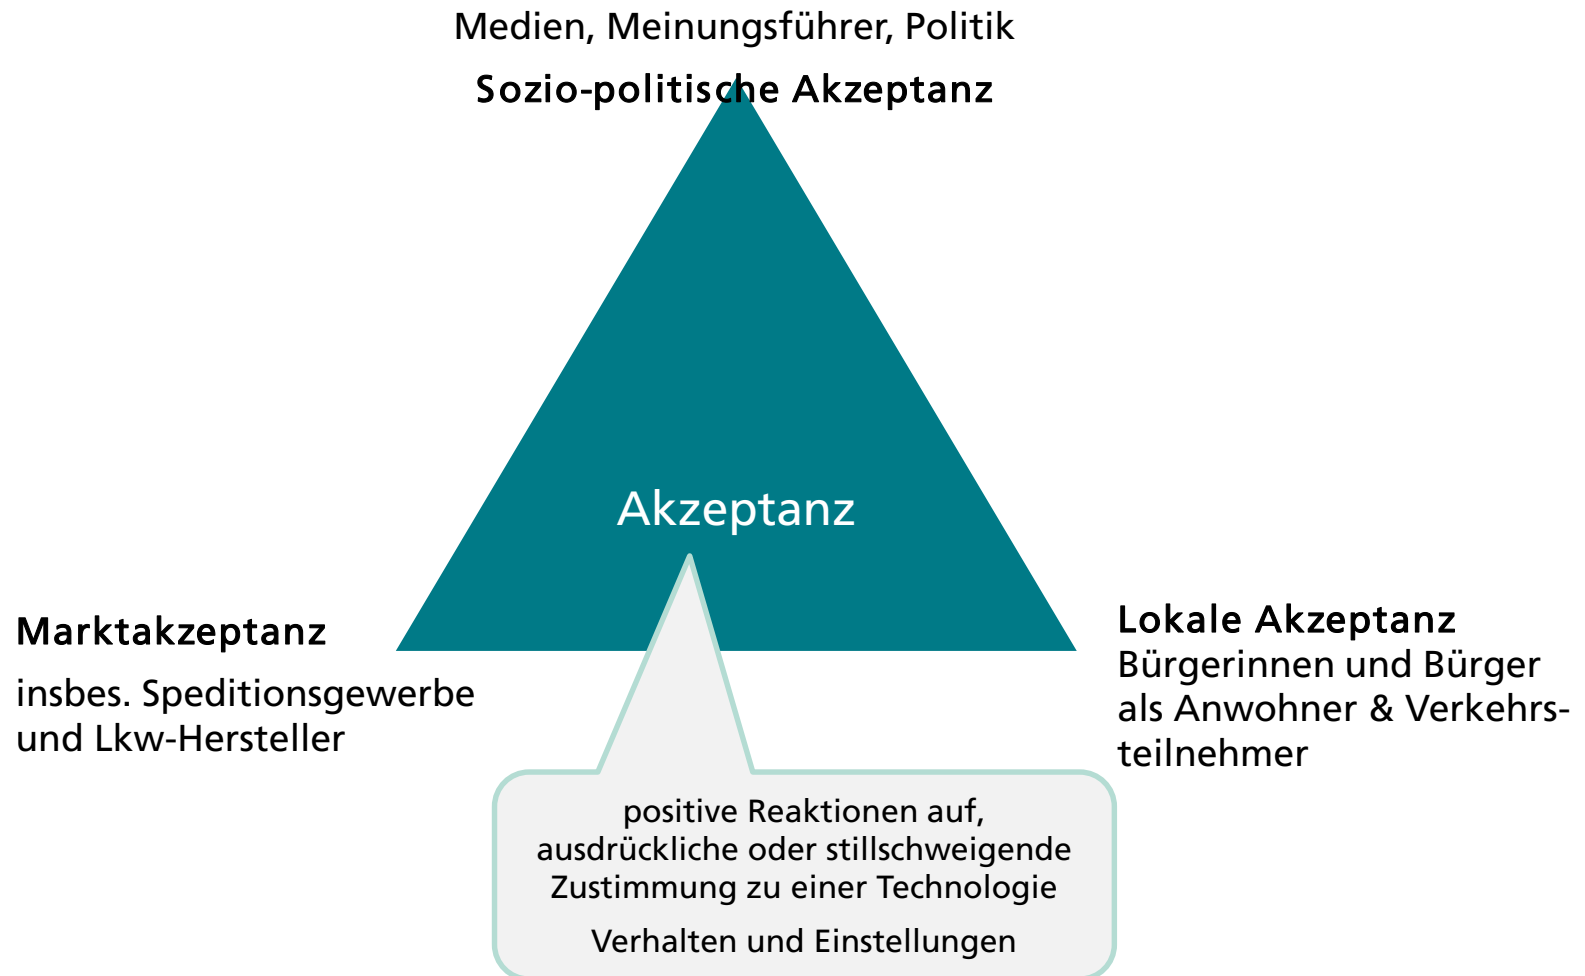 Medien, Meinungsführer, Politik
Sozio-politische Akzeptanz
Akzeptanz
Marktakzeptanz
insbes. Speditionsgewerbe
und Lkw-Hersteller
Lokale Akzeptanz
Bürgerinnen und Bürger
als Anwohner & Verkehrs-
teilnehmer
positive Reaktionen auf,
ausdrückliche oder stillschweigende
Zustimmung zu einer Technologie
Verhalten und Einstellungen